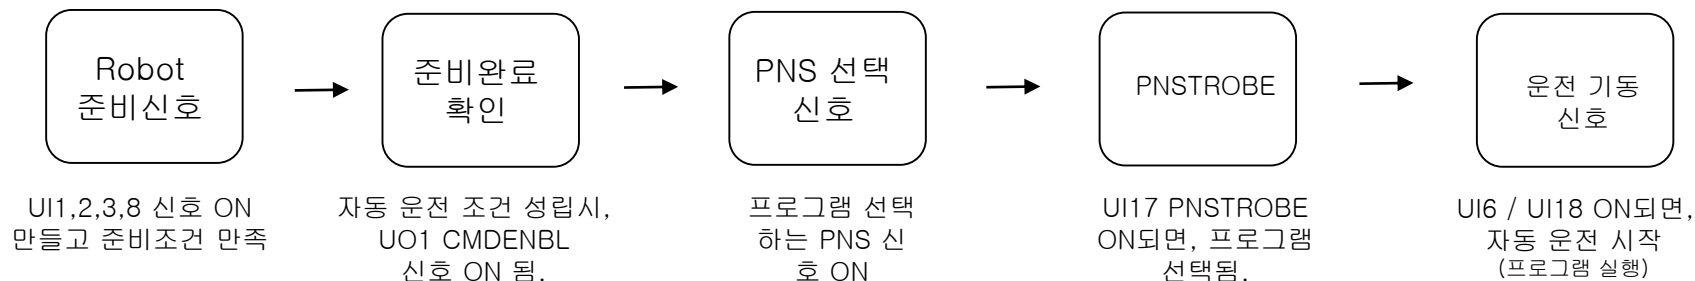 Robot
준비신호
준비완료
확인
PNS 선택
신호
PNSTROBE
운전 기동
신호
UI1,2,3,8 신호 ON
만들고 준비조건 만족
자동 운전 조건 성립시,
UO1 CMDENBL
신호 ON 됨.
프로그램 선택
하는 PNS 신
호 ON
UI17 PNSTROBE
ON되면, 프로그램
선택됨.
UI6 / UI18 ON되면,
자동 운전 시작
(프로그램 실행)